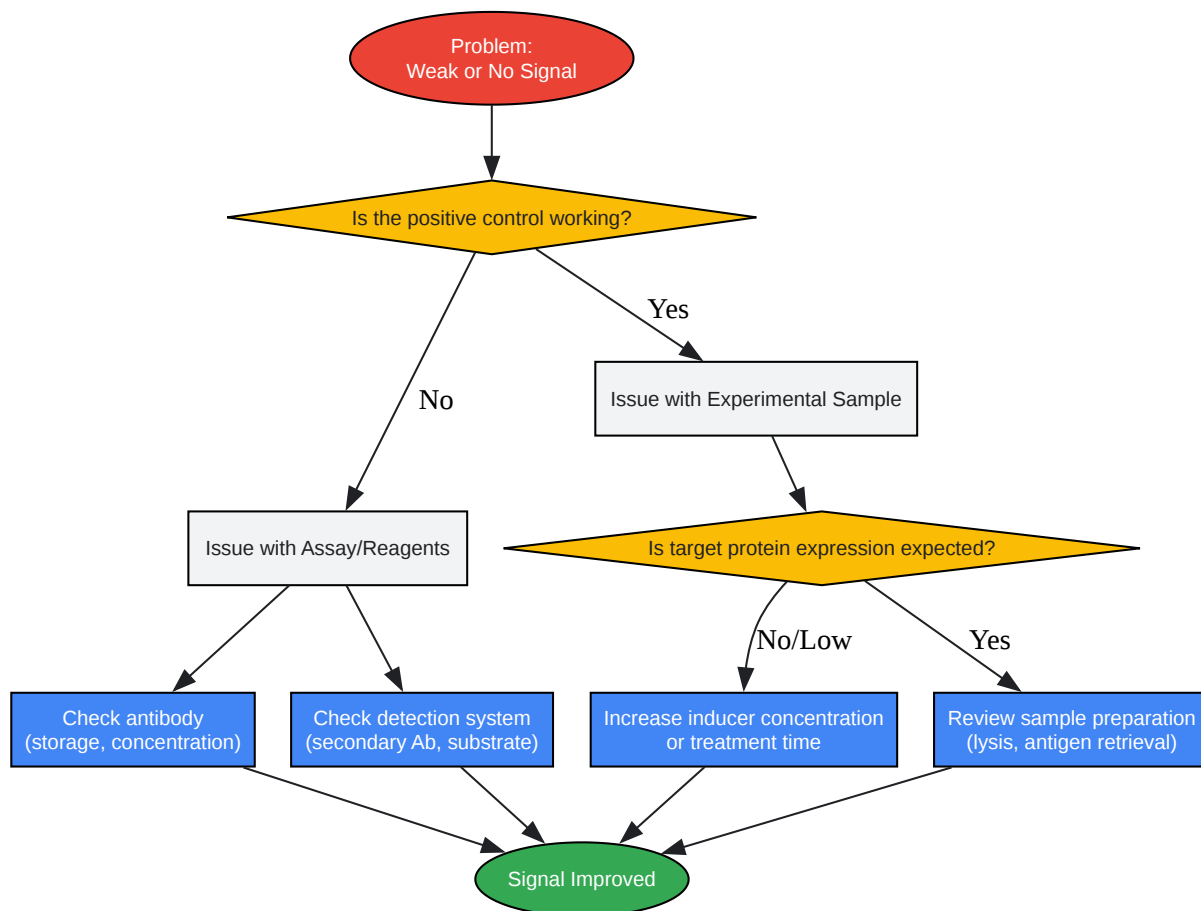 Problem:
Weak or No Signal
Is the positive control working?
Yes
Issue with Experimental Sample
No
Issue with Assay/Reagents
Is target protein expression expected?
No/Low
Yes
Check antibody
(storage, concentration)
Check detection system
(secondary Ab, substrate)
Increase inducer concentration
or treatment time
Review sample preparation
(lysis, antigen retrieval)
Signal Improved